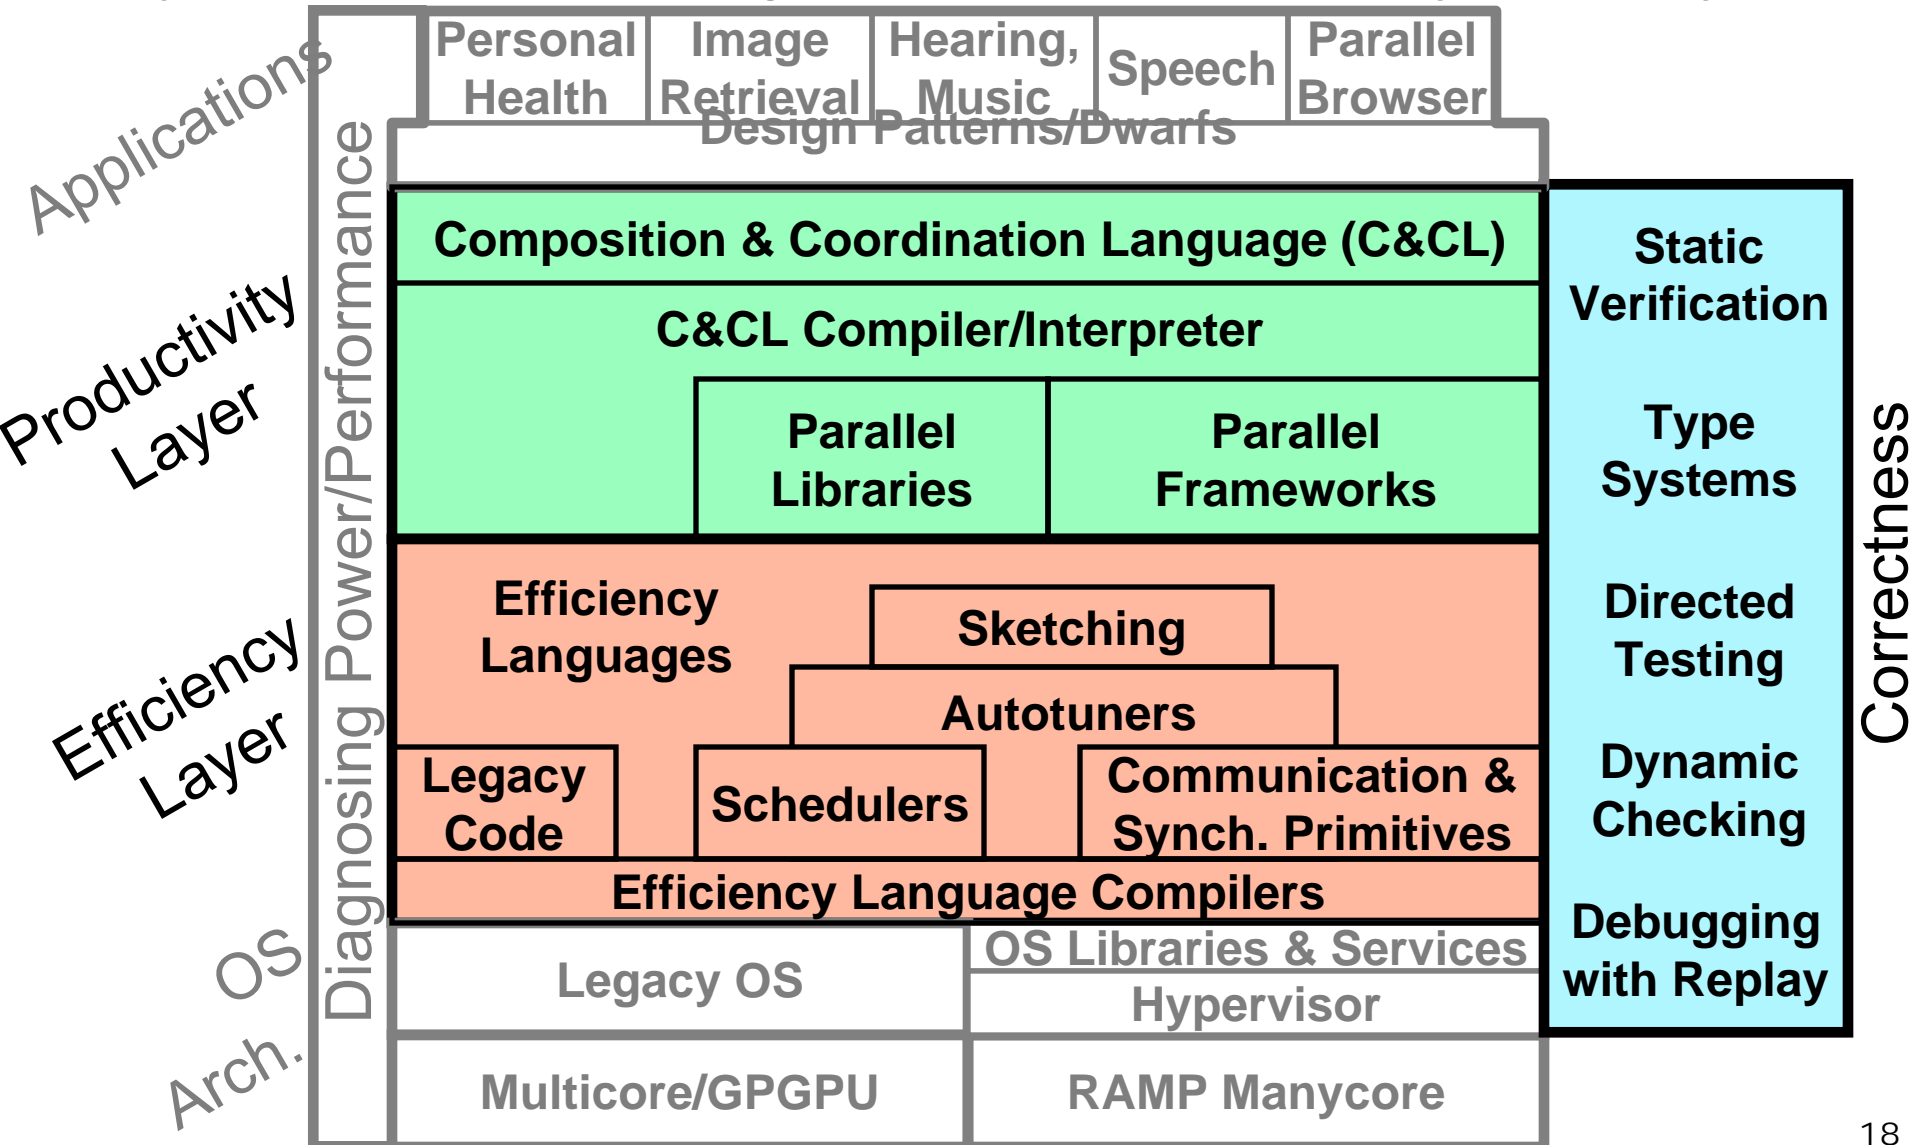 Applications
Personal
Health
Image
Retrieval
Hearing,
Music
Speech
Parallel
Browser
Design Patterns/Dwarfs
Diagnosing Power/Performance
Productivity
Layer
Composition & Coordination Language (C&CL)
C&CL Compiler/Interpreter
Parallel
Libraries
Parallel
Frameworks
Efficiency
Layer
Efficiency
Languages
Sketching
Autotuners
Legacy
Code
Schedulers
Communication &
Synch. Primitives
Efficiency Language Compilers
Static
Verification
Type
Systems
Directed
Testing
Dynamic
Checking
Debugging
with Replay
Correctness
OS
Legacy OS
OS Libraries & Services
Hypervisor
Arch.
Multicore/GPGPU
RAMP Manycore
18